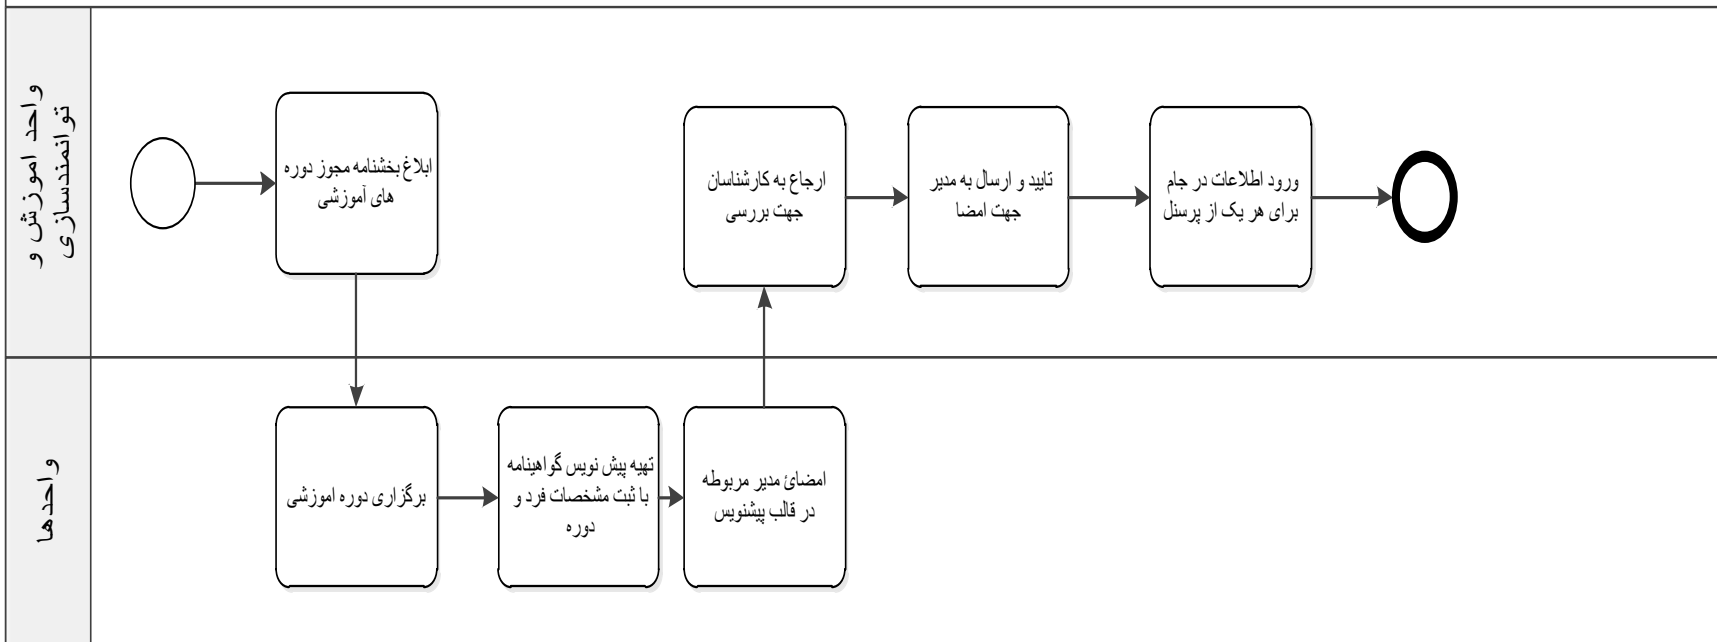 واحد اموزش و
توانمندسازی
ابلاغ بخشنامه مجوز دوره
های آموزشی
ارجاع به کارشناسان
جهت بررسی
تایید و ارسال به مدیر
جهت امضا
ورود اطلاعات در جام
برای هر یک از پرسنل
واحدها
برگزاری دوره اموزشی
تهیه پیش نویس گواهینامه
با ثبت مشخصات فرد و
دوره
امضائ مدیر مربوطه
در قالب پیشنویس